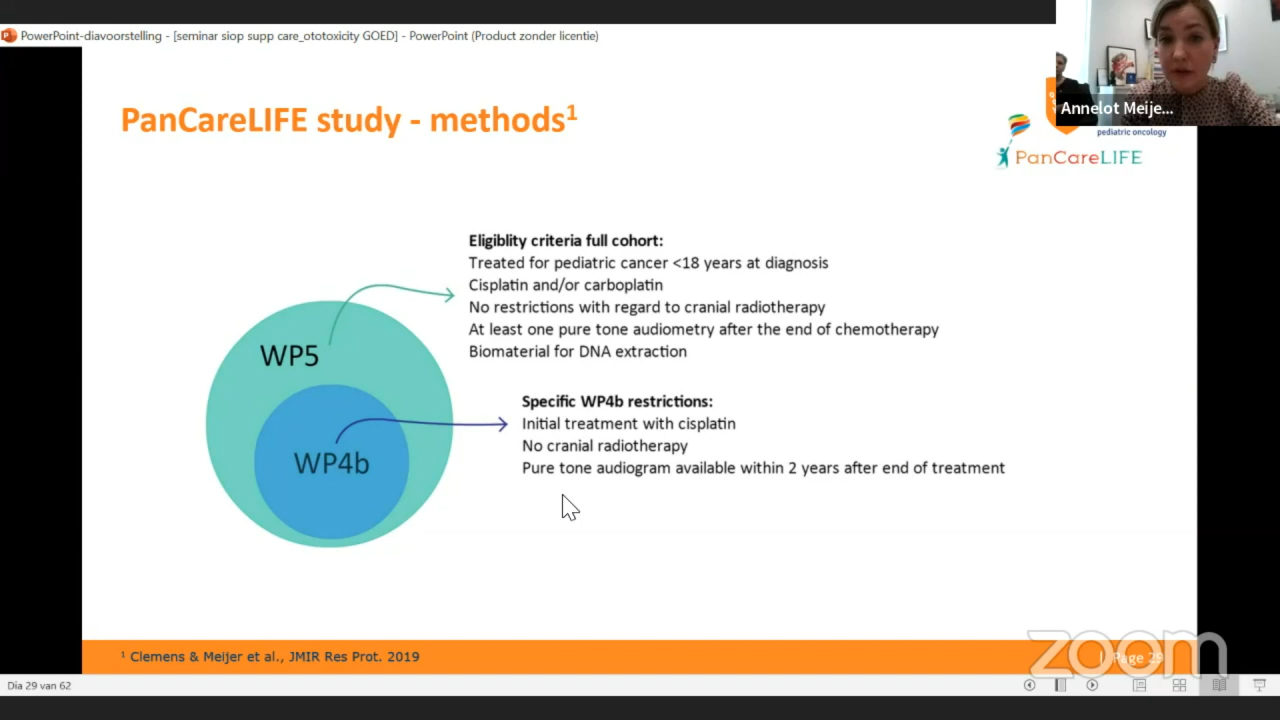 PowerPoint-diavoorstelling - [seminar siop supp care_ototoxicity GOED] - PowerPoint (Product zonder licentie)
Annelot Meije...
PanCareLIFE study - methods1
pediatric oncology
PanCareLIFE
Eligiblity criteria full cohort:
Treated for pediatric cancer <18 years at diagnosis
Cisplatin and/or carboplatin
No restrictions with regard to cranial radiotherapy
At least one pure tone audiometry after the end of chemotherapy
Biomaterial for DNA extraction
WP5
Specific WP4b restrictions:
Initial treatment with cisplatin
No cranial radiotherapy
Pure tone audiogram available within 2 years after end of treatment
WP4b
1 Clemens & Meijer et al., JMIR Res Prot. 2019
| Page 29
zoom
Dia 29 van 62